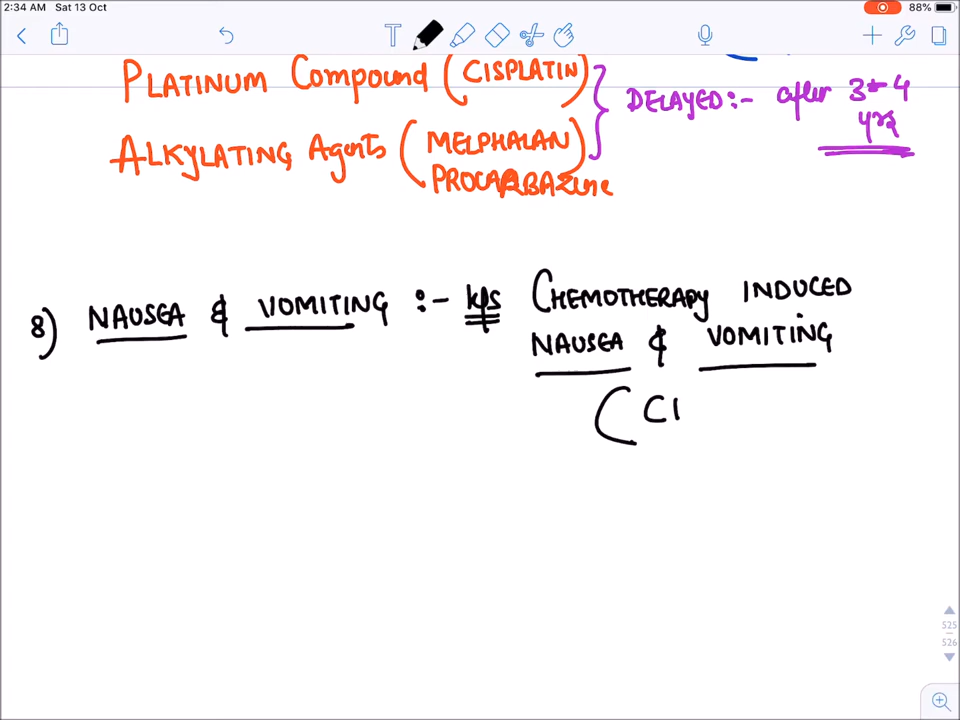 2:34 AM Sat 13 Oct 88%
PLATINUM Compound (CISPLATIN)
DELAYED:- after 3-4
yrs
ALKYLATING Agents (MELPHALAN
PROCARBAZine
8) NAUSEA & VOMITING :- k/s CHEMOTHERAPY INDUCED
NAUSEA & VOMITING
(CI
525
526